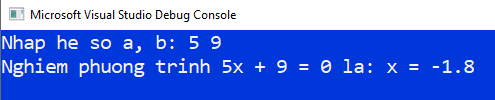 Microsoft Visual Studio Debug Console
Nhap he so a, b: 5 9
Nghiem phuong trinh 5x + 9 = 0 la: x = -1.8